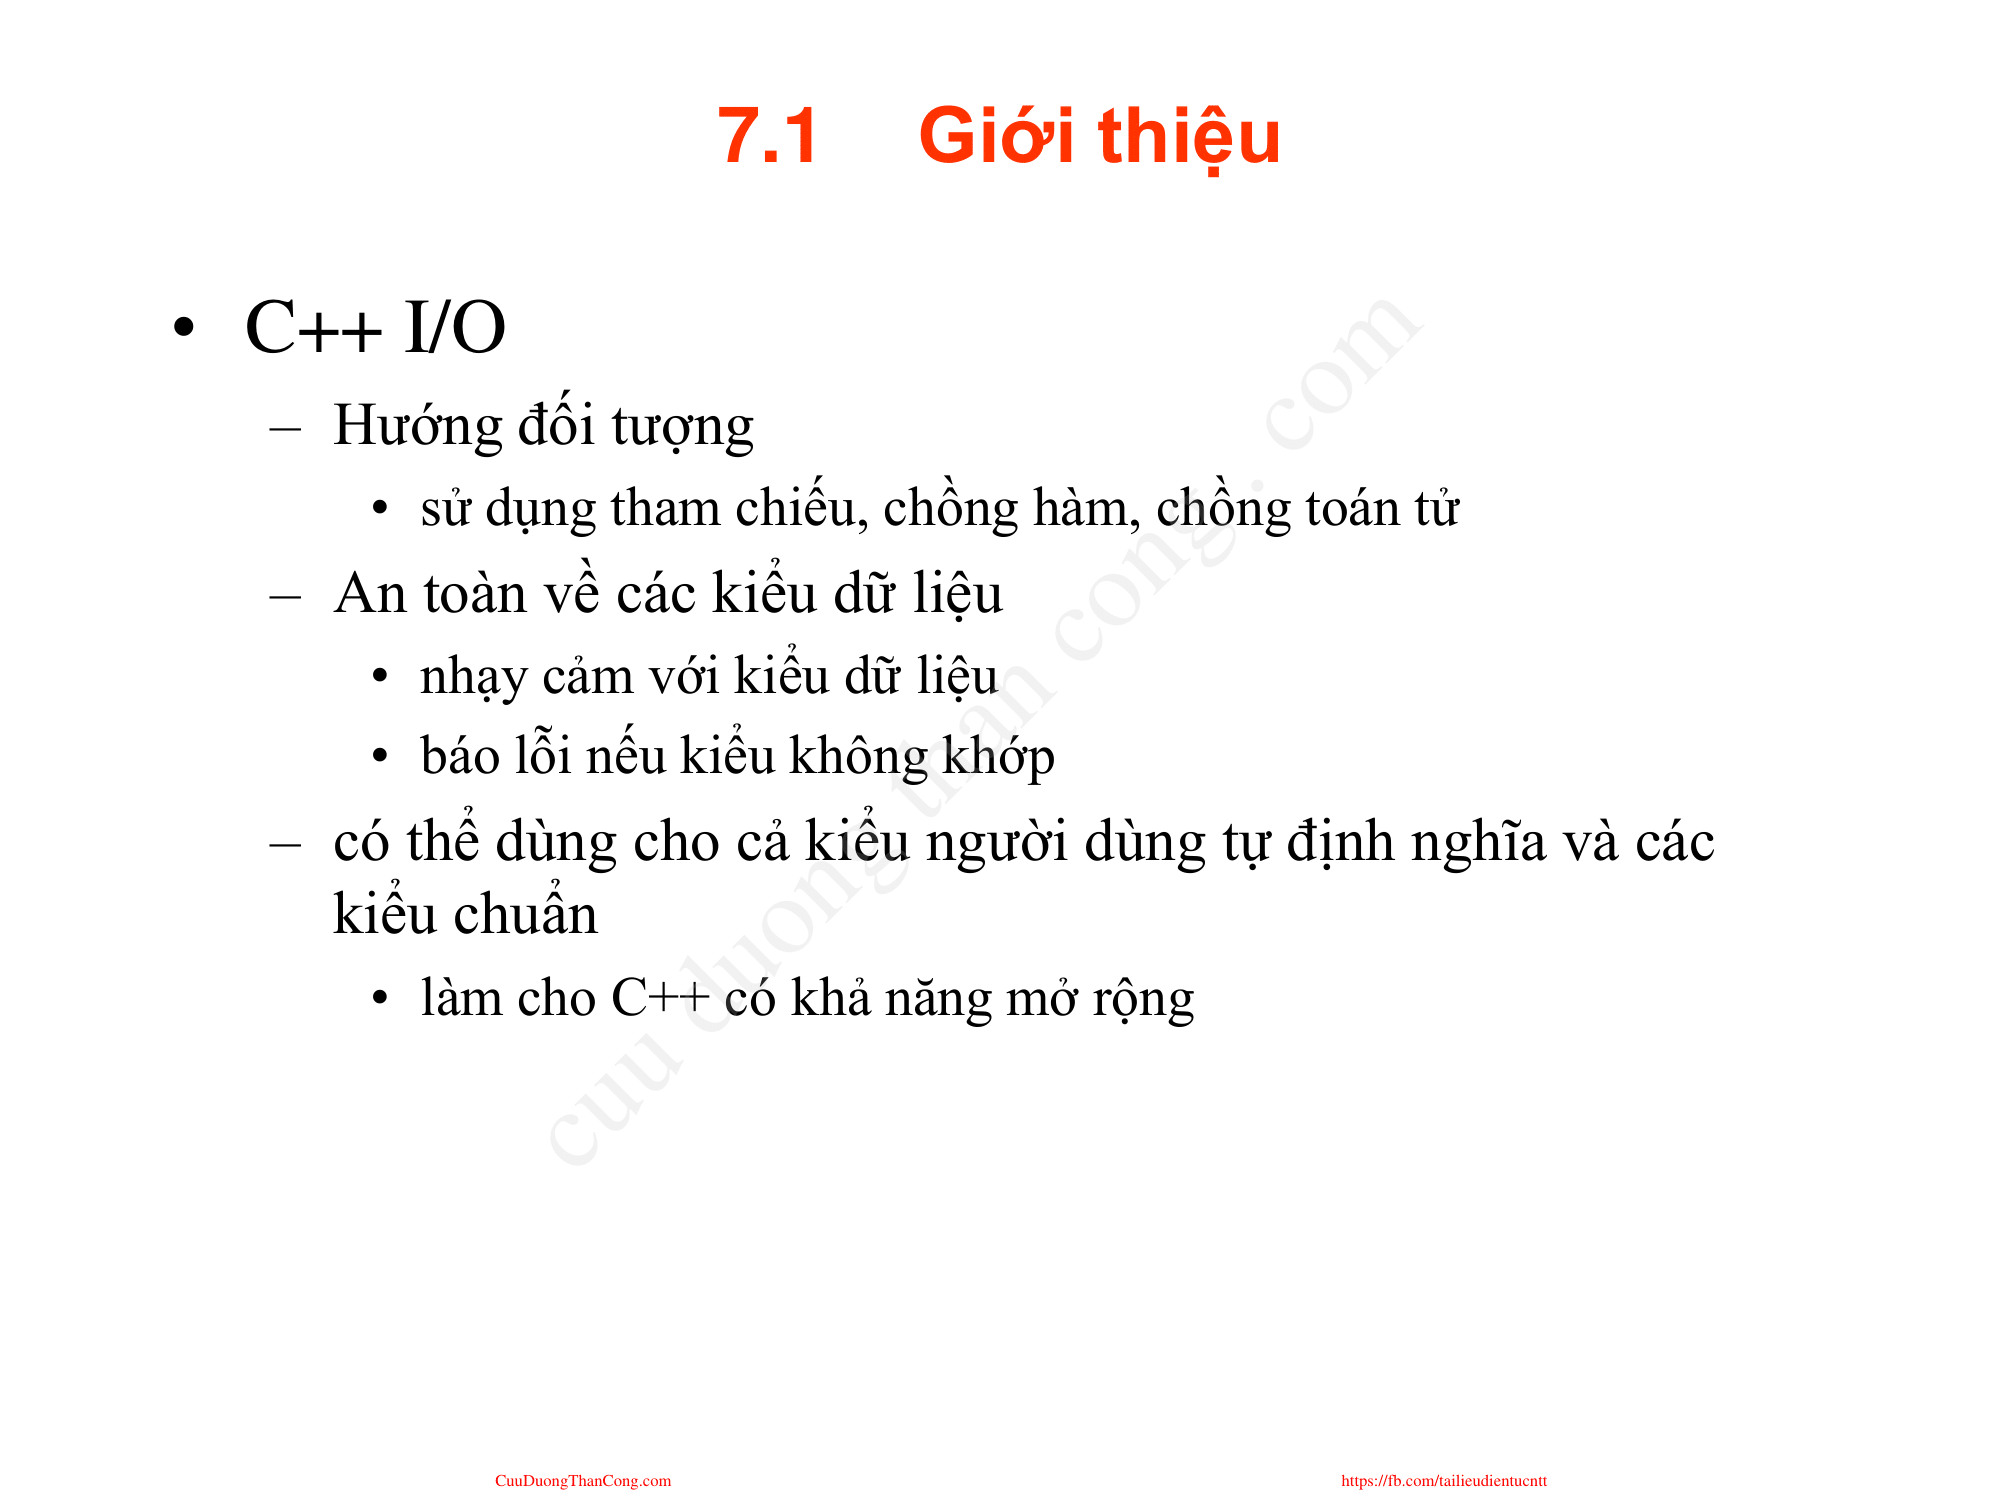 7.1 Giới thiệu
• C++ I/O
– Hướng đối tượng
• sử dụng tham chiếu, chồng hàm, chồng toán tử
– An toàn về các kiểu dữ liệu
• nhạy cảm với kiểu dữ liệu
• báo lỗi nếu kiểu không khớp
– có thể dùng cho cả kiểu người dùng tự định nghĩa và các
kiểu chuẩn
• làm cho C++ có khả năng mở rộng
cuu duong than cong . com
CuuDuongThanCong.com
https://fb.com/tailieudientucntt